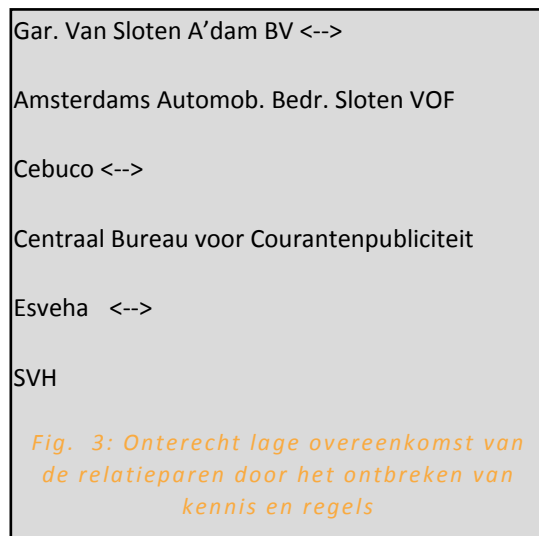 Gar. Van Sloten A’dam BV <-->
Amsterdams Automob. Bedr. Sloten VOF
Cebuco <-->
Centraal Bureau voor Courantenpubliciteit
Esveha <-->
SVH
Fig. 3: Onterecht lage overeenkomst van
de relatieparen door het ontbreken van
kennis en regels